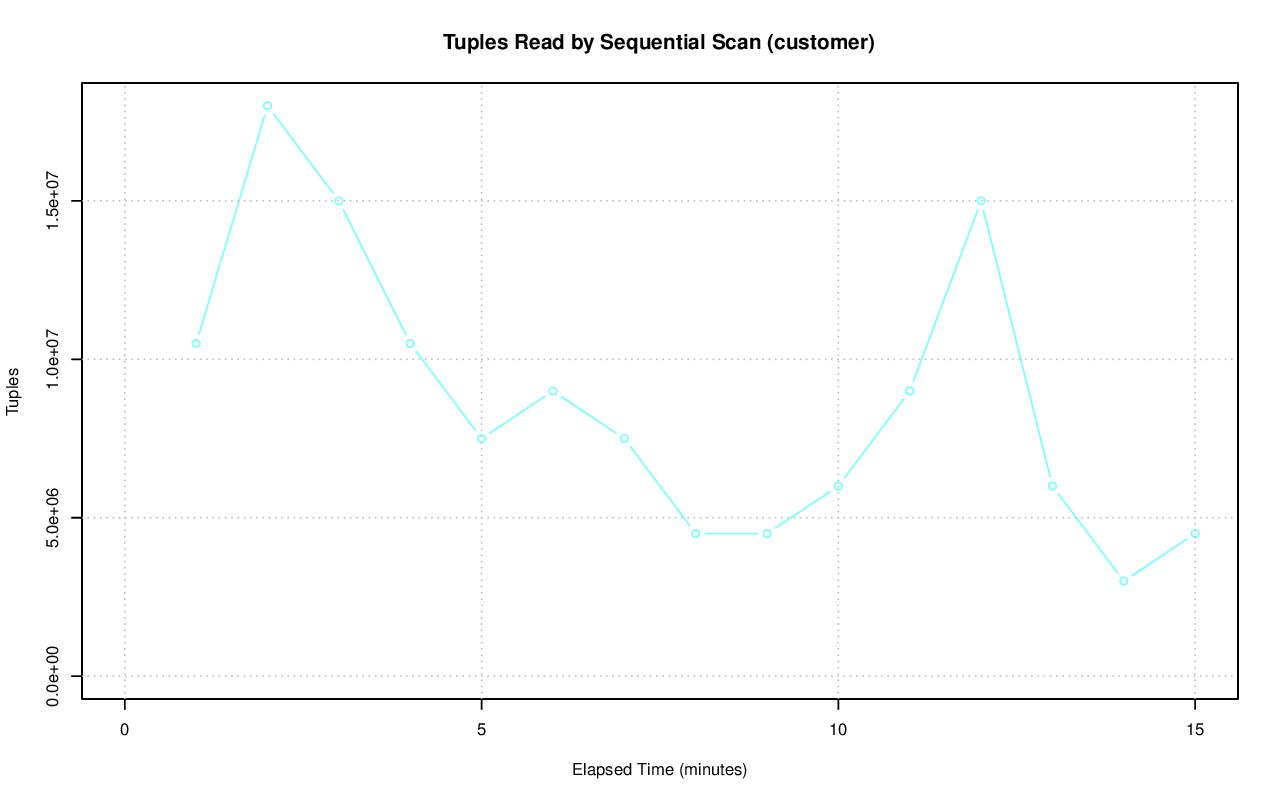 Tuples Read by Sequential Scan (customer)
Tuples
1.5e+07
1.0e+07
5.0e+06
0.0e+00
0 5 10 15
Elapsed Time (minutes)